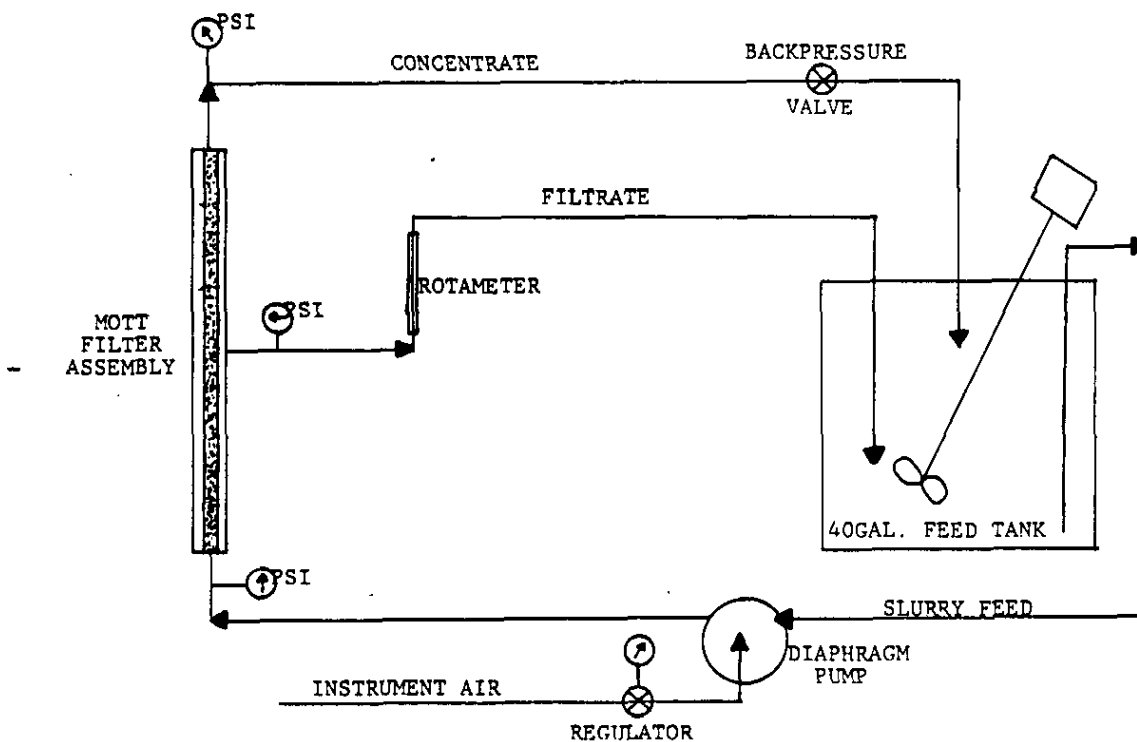 PSI
CONCENTRATE
BACKPRESSURE
VALVE
FILTRATE
ROTAMETER
PSI
MOTT
FILTER
ASSEMBLY
40GAL. FEED TANK
PSI
SLURRY FEED
DIAPHRAGM
PUMP
INSTRUMENT AIR
REGULATOR